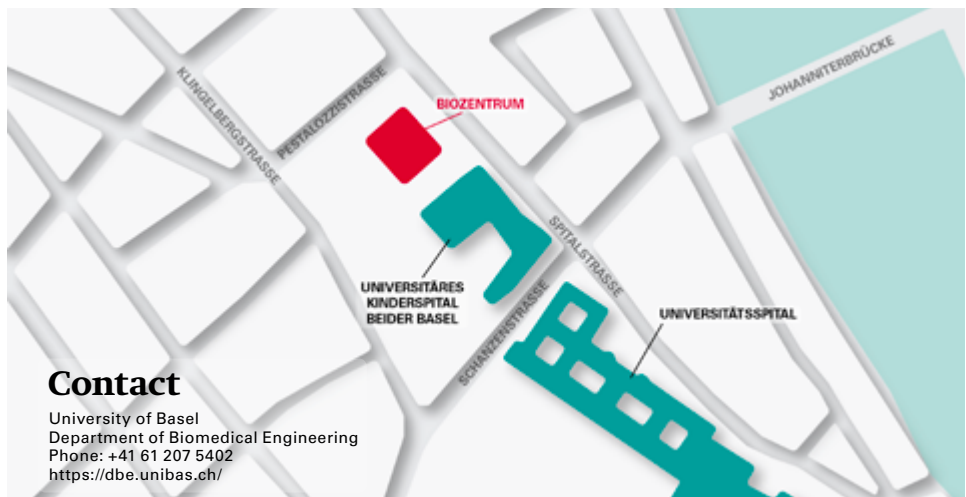 JOHANNITERBRÜCKE
KLINGELBERGSTRASSE
PESTALOZZISTRASSE
BIOZENTRUM
SPITALSTRASSE
UNIVERSITÄRES
KINDERSPITAL
BEIDER BASEL
SCHANZENSTRASSE
UNIVERSITÄTSSPITAL
Contact
University of Basel
Department of Biomedical Engineering
Phone: +41 61 207 5402
https://dbe.unibas.ch/